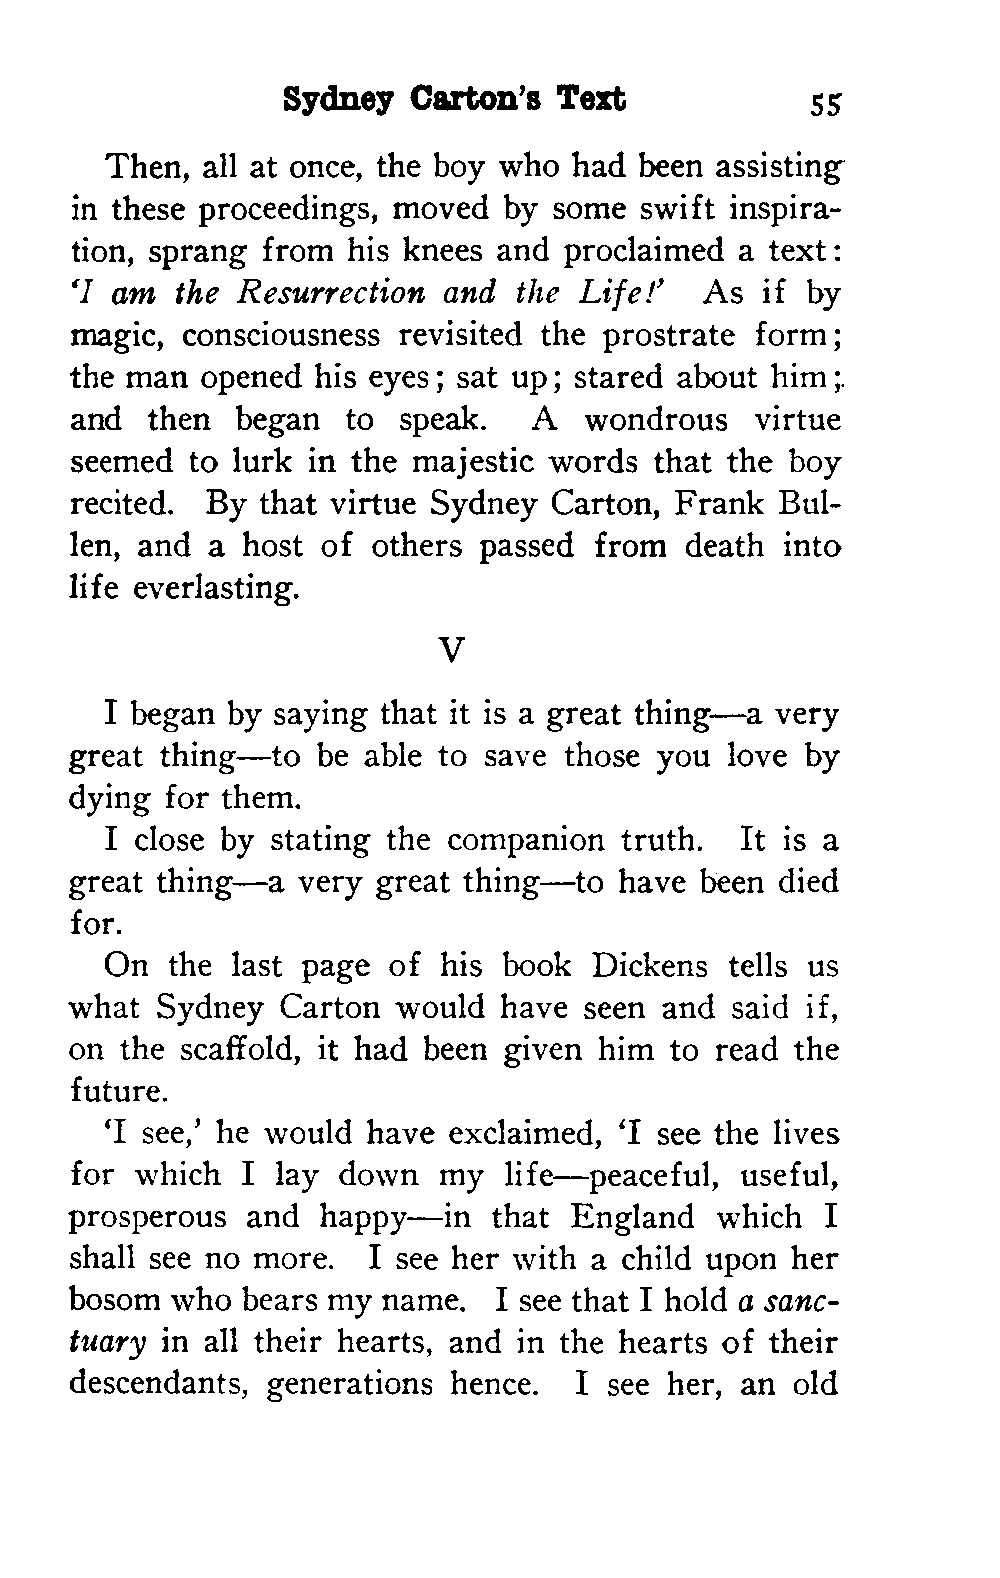 Sydney Carton's Text 55
Then, all at once, the boy who had been assisting
in these proceedings, moved by some swift inspira-
tion, sprang from his knees and proclaimed a text:
'I am the Resurrection and the Life!' As if by
magic, consciousness revisited the prostrate form;
the man opened his eyes; sat up; stared about him;
and then began to speak. A wondrous virtue
seemed to lurk in the majestic words that the boy
recited. By that virtue Sydney Carton, Frank Bul-
len, and a host of others passed from death into
life everlasting.
V
I began by saying that it is a great thing—a very
great thing—to be able to save those you love by
dying for them.
I close by stating the companion truth. It is a
great thing—a very great thing—to have been died
for.
On the last page of his book Dickens tells us
what Sydney Carton would have seen and said if,
on the scaffold, it had been given him to read the
future.
'I see,' he would have exclaimed, 'I see the lives
for which I lay down my life—peaceful, useful,
prosperous and happy—in that England which I
shall see no more. I see her with a child upon her
bosom who bears my name. I see that I hold a sanc-
tuary in all their hearts, and in the hearts of their
descendants, generations hence. I see her, an old